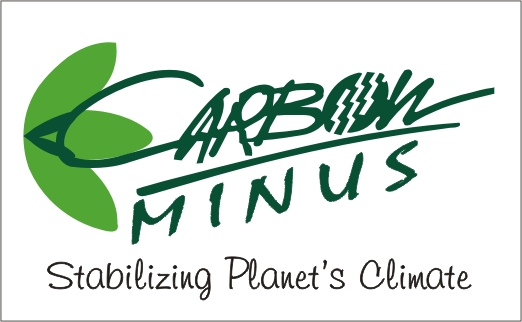 CARBON
MINUS
Stabilizing Planet's Climate